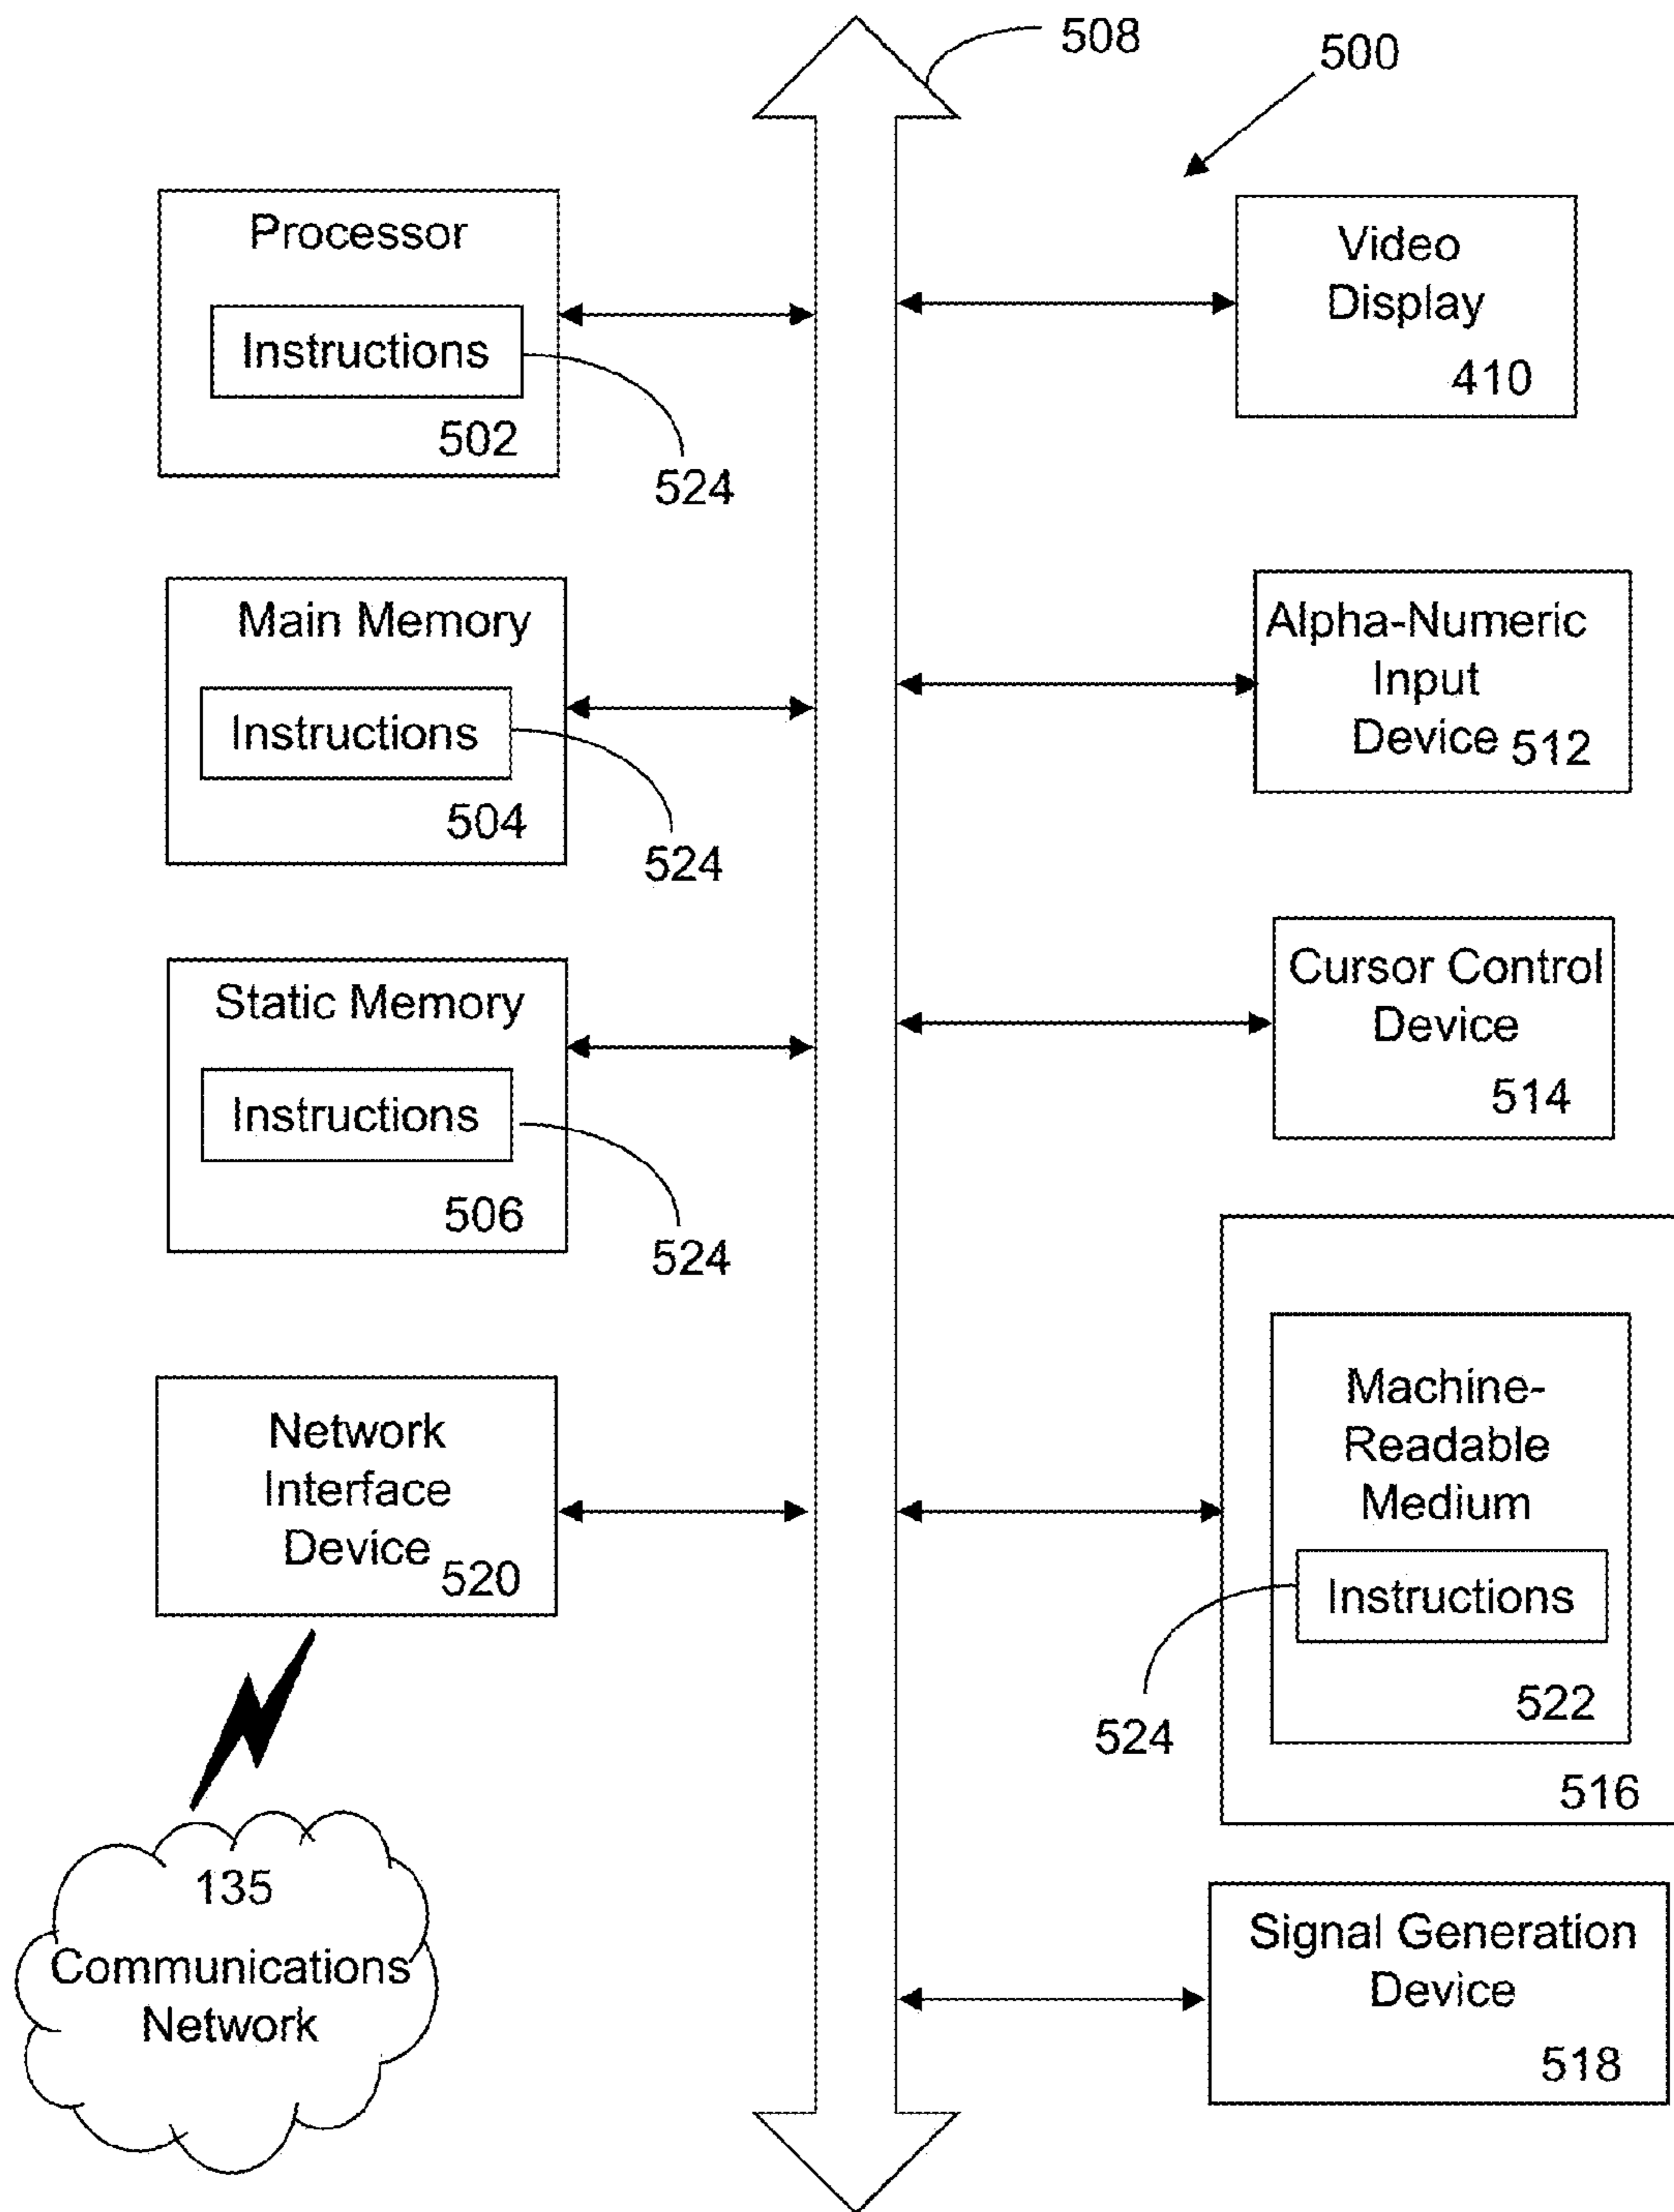 508
500
Processor
Instructions
502
524
Video
Display
410
Main Memory
Instructions
504
524
Alpha-Numeric
Input
Device 512
Static Memory
Instructions
506
524
Cursor Control
Device
514
Network
Interface
Device 520
Machine-
Readable
Medium
Instructions
522
524
516
135
Communications
Network
Signal Generation
Device
518